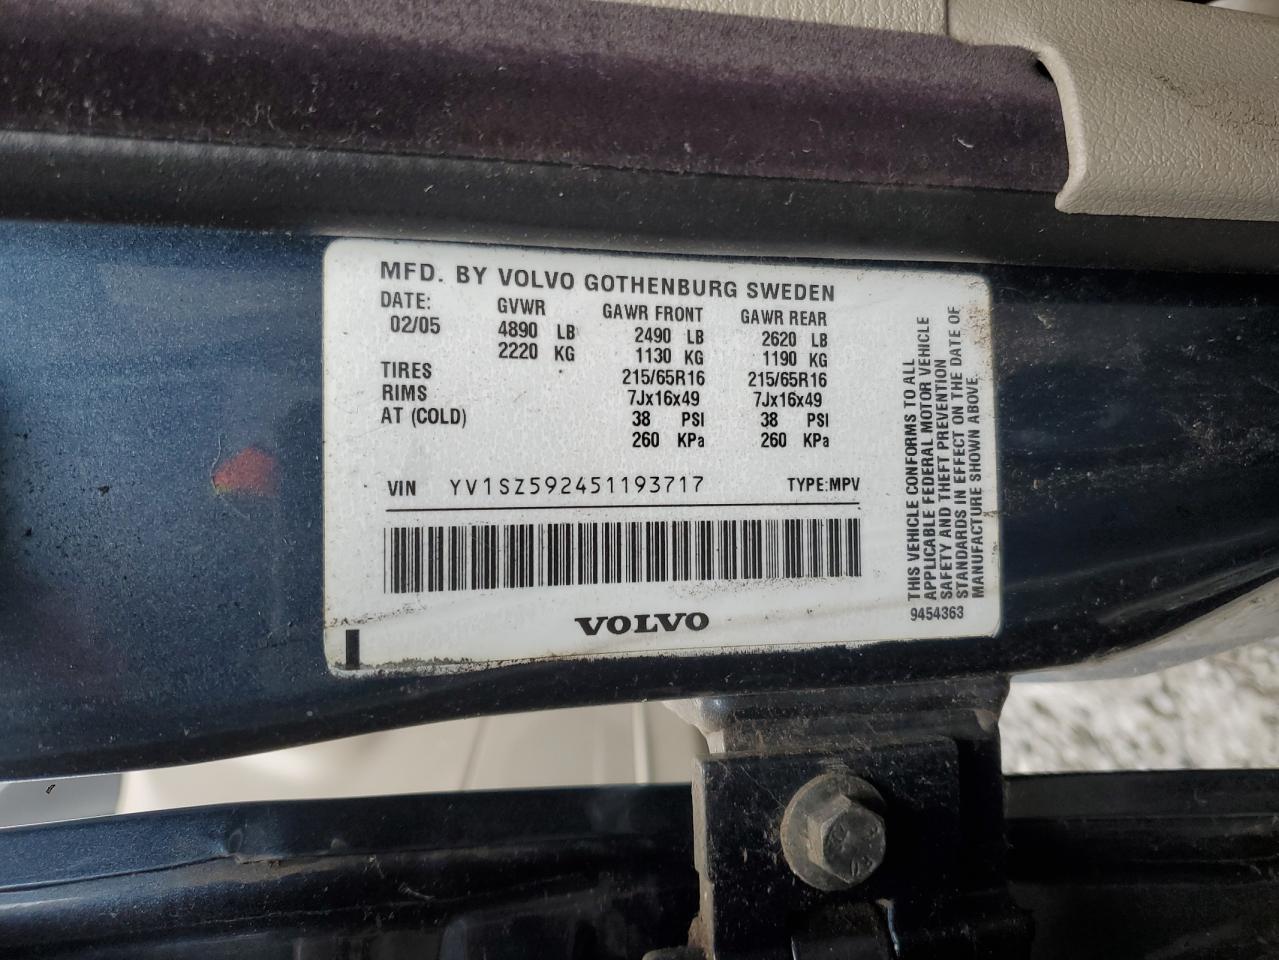 MFD. BY VOLVO GOTHENBURG SWEDEN
DATE: GVWR GAWR FRONT GAWR REAR
02/05 4890 LB 2490 LB 2620 LB
2220 KG 1130 KG 1190 KG
TIRES 215/65R16 215/65R16
RIMS 7Jx16x49 7Jx16x49
AT (COLD) 38 PSI 38 PSI
260 KPa 260 KPa
VIN YV1SZ592451193717 TYPE:MPV
VOLVO
THIS VEHICLE CONFORMS TO ALL
APPLICABLE FEDERAL MOTOR VEHICLE
SAFETY AND THEFT PREVENTION
STANDARDS IN EFFECT ON THE DATE OF
MANUFACTURE SHOWN ABOVE.
9454363